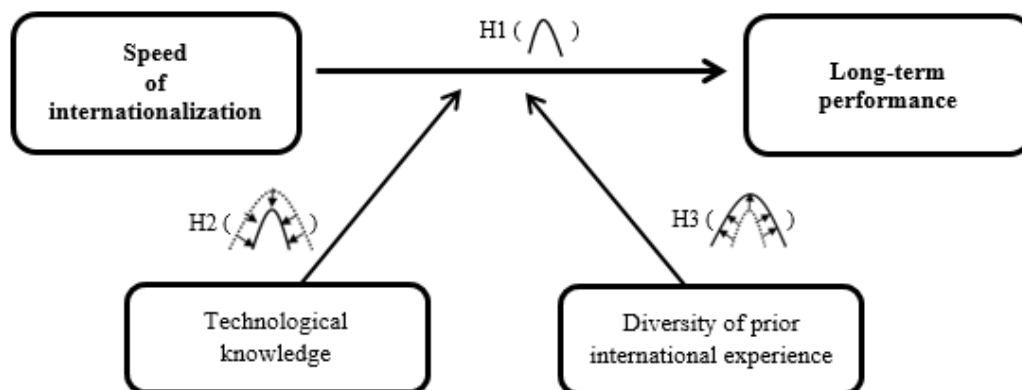 H1 ( )
Speed
of
internationalization
Long-term
performance
H2 ( )
H3 ( )
Technological
knowledge
Diversity of prior
international experience